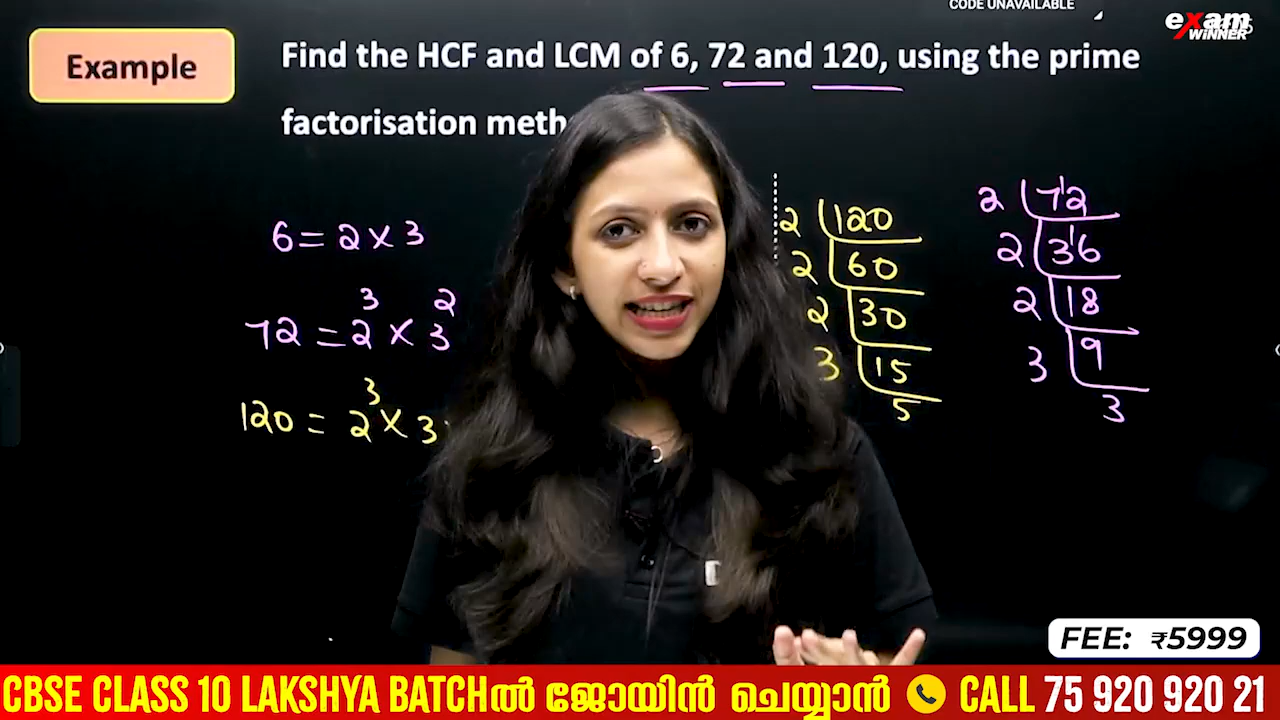 CODE UNAVAILABLE
exam
WINNER
Example
Find the HCF and LCM of 6, 72 and 120, using the prime
factorisation meth
6 = 2 × 3
72 = 2³ × 3²
120 = 2³ × 3
2 120
2 60
2 30
3 15
5
2 7¹2
2 3¹6
2 18
3 9
3
FEE: ₹5999
CBSE CLASS 10 LAKSHYA BATCHൽ ജോയിൻ ചെയ്യാൻ CALL 75 920 920 21